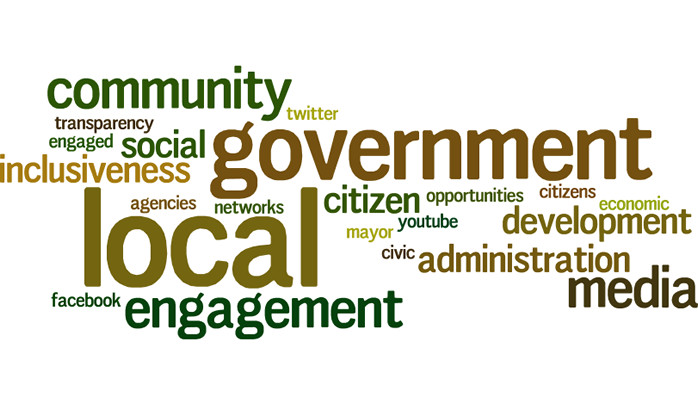 community
twitter
transparency
government
engaged
social
inclusiveness
citizen
opportunities
citizens
economic
agencies
networks
local
youtube
development
mayor
civic
administration
media
facebook
engagement